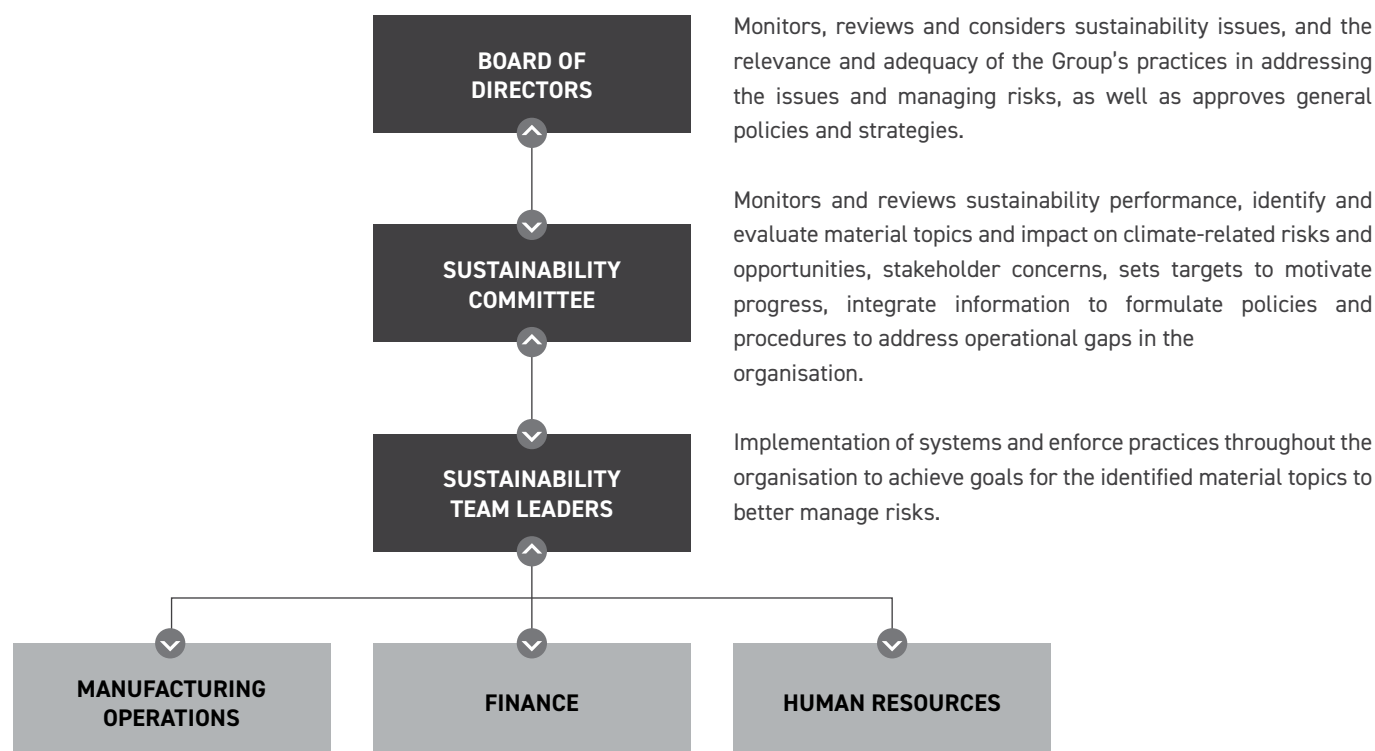 BOARD OF
DIRECTORS
Monitors, reviews and considers sustainability issues, and the
relevance and adequacy of the Group's practices in addressing
the issues and managing risks, as well as approves general
policies and strategies.
SUSTAINABILITY
COMMITTEE
Monitors and reviews sustainability performance, identify and
evaluate material topics and impact on climate-related risks and
opportunities, stakeholder concerns, sets targets to motivate
progress, integrate information to formulate policies and
procedures to address operational gaps in the
organisation.
SUSTAINABILITY
TEAM LEADERS
Implementation of systems and enforce practices throughout the
organisation to achieve goals for the identified material topics to
better manage risks.
MANUFACTURING
OPERATIONS
FINANCE
HUMAN RESOURCES